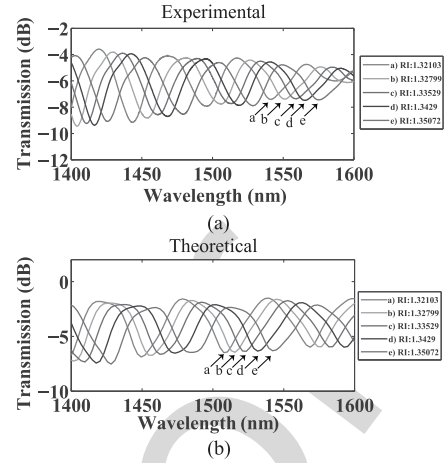 Experimental
−2
−4
−6
−8
−10
−12
Transmission (dB)
a b c d e
a) RI:1.32103
b) RI:1.32799
c) RI:1.33529
d) RI:1.3429
e) RI:1.35072
1400 1450 1500 1550 1600
Wavelength (nm)
(a)
Theoretical
0
−5
−10
Transmission (dB)
a b c d e
a) RI:1.32103
b) RI:1.32799
c) RI:1.33529
d) RI:1.3429
e) RI:1.35072
1400 1450 1500 1550 1600
Wavelength (nm)
(b)